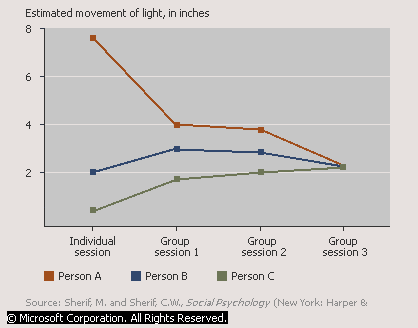 Estimated movement of light, in inches
8
6
4
2
Individual session
Group session 1
Group session 2
Group session 3
Person A
Person B
Person C
Source: Sherif, M. and Sherif, C.W., Social Psychology (New York: Harper &
© Microsoft Corporation. All Rights Reserved.